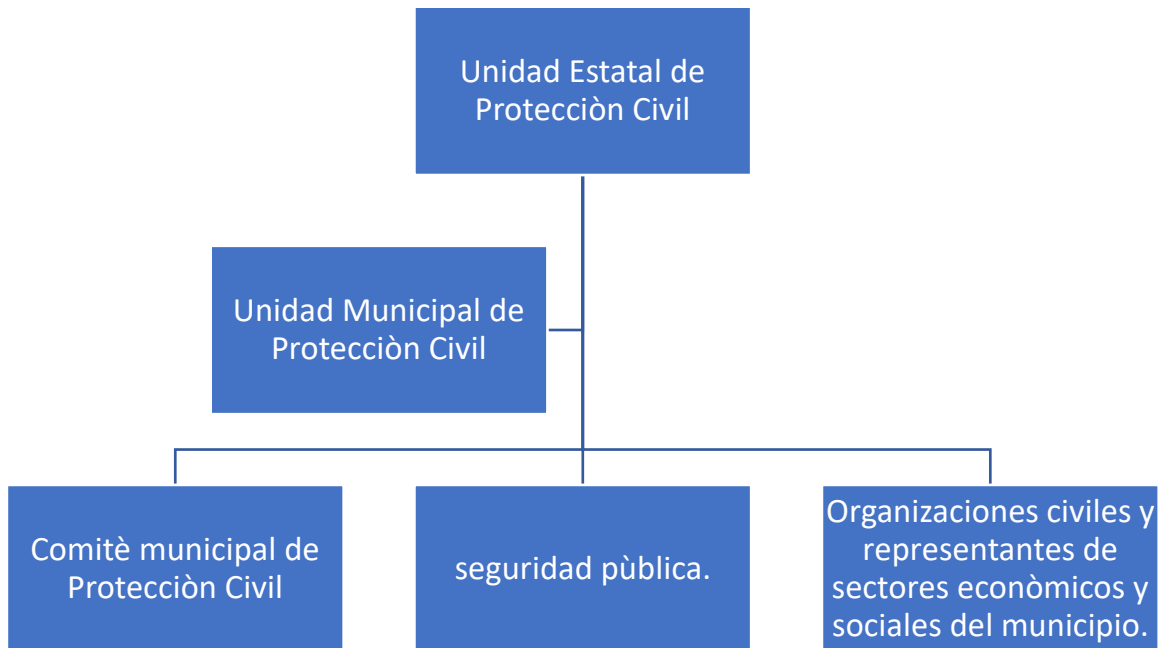 Unidad Estatal de
Protecciòn Civil
Unidad Municipal de
Protecciòn Civil
Comitè municipal de
Protecciòn Civil
seguridad pùblica.
Organizaciones civiles y
representantes de
sectores econòmicos y
sociales del municipio.